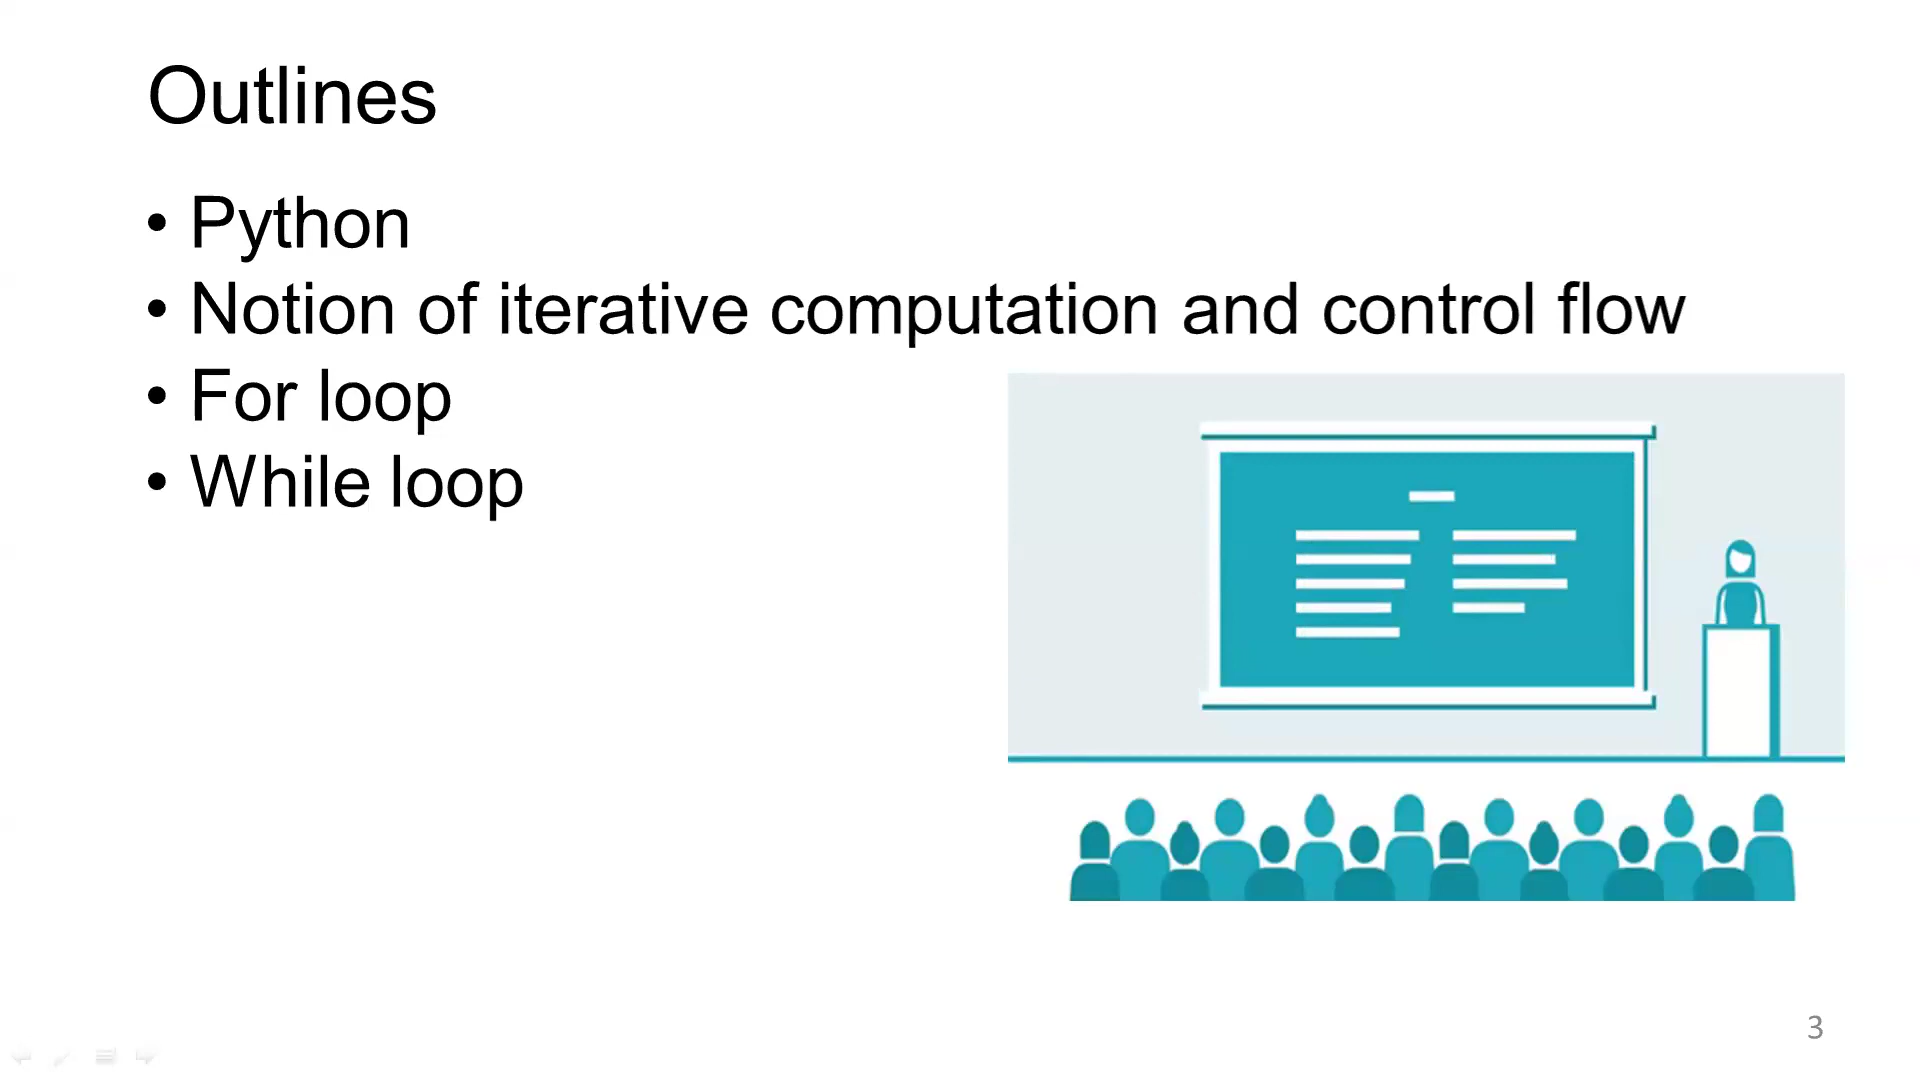 Outlines
• Python
• Notion of iterative computation and control flow
• For loop
• While loop
3